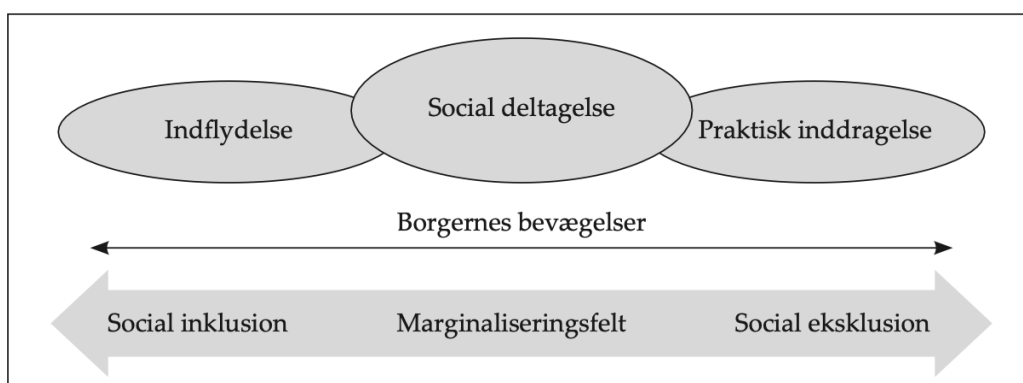 Indflydelse
Social deltagelse
Praktisk inddragelse
Borgernes bevægelser
Social inklusion
Marginaliseringsfelt
Social eksklusion